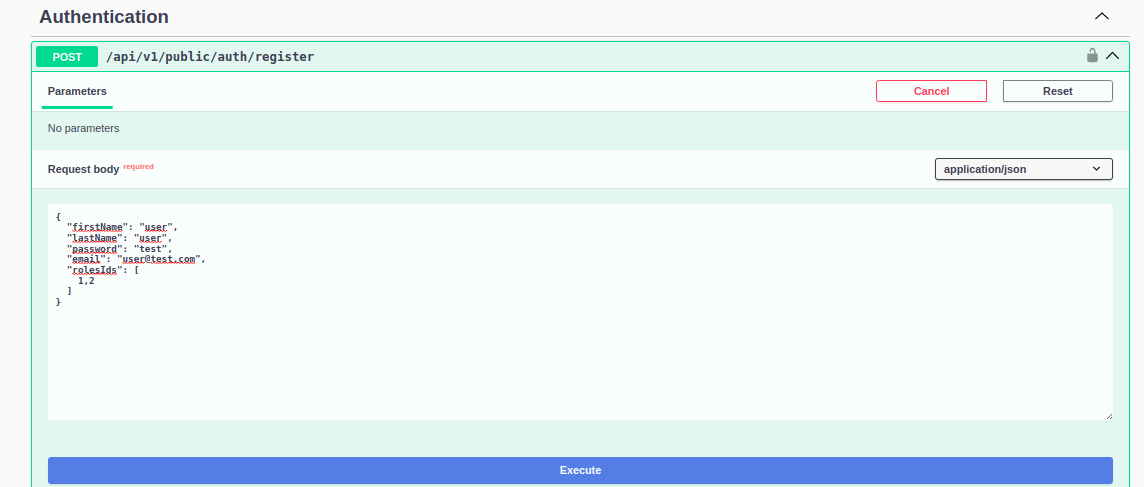 Authentication
POST /api/v1/public/auth/register
Parameters Cancel Reset
No parameters
Request body required application/json
{
"firstName": "user",
"lastName": "user",
"password": "test",
"email": "user@test.com",
"rolesIds": [
1,2
]
}
Execute